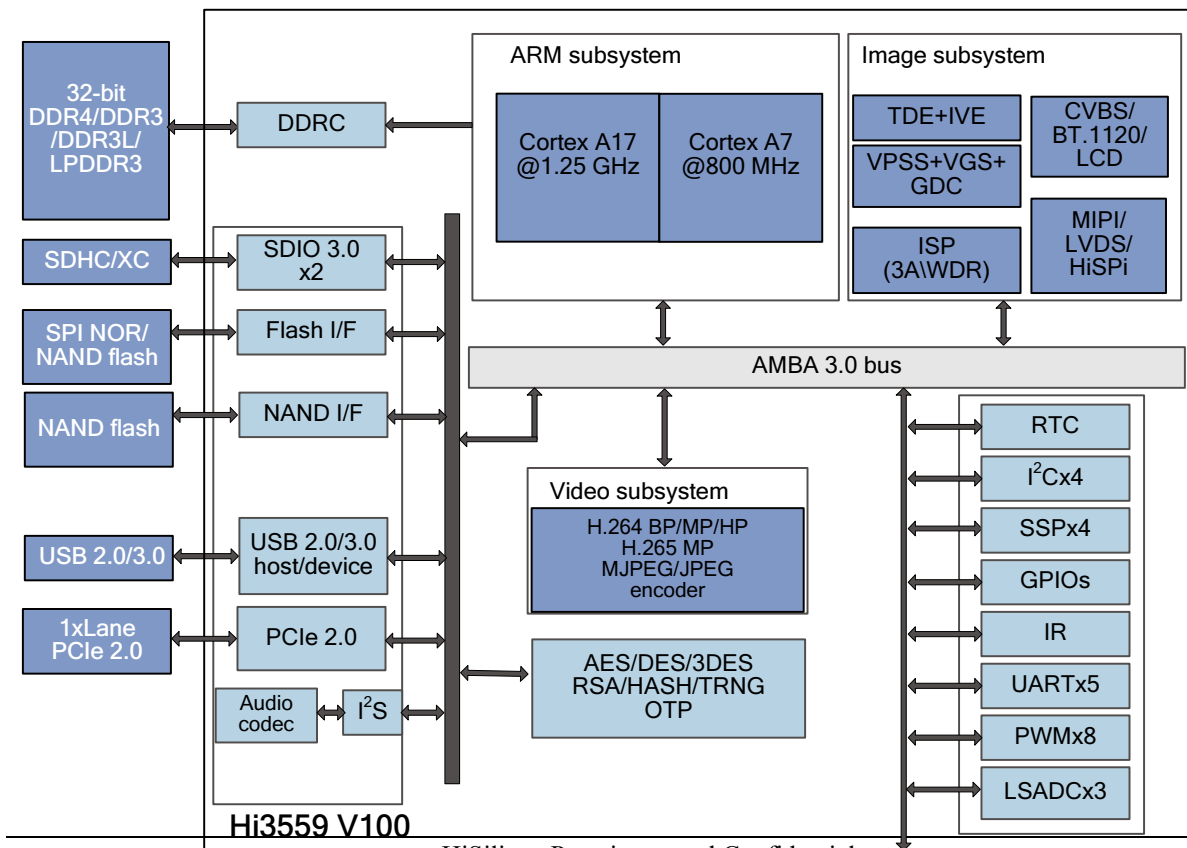 32-bit
DDR4/DDR3
/DDR3L/
LPDDR3
DDRC
ARM subsystem
Cortex A17
@1.25 GHz
Cortex A7
@800 MHz
Image subsystem
TDE+IVE
VPSS+VGS+
GDC
ISP
(3A\WDR)
CVBS/
BT.1120/
LCD
MIPI/
LVDS/
HiSPi
SDHC/XC
SDIO 3.0
x2
SPI NOR/
NAND flash
Flash I/F
NAND flash
NAND I/F
AMBA 3.0 bus
USB 2.0/3.0
USB 2.0/3.0
host/device
1xLane
PCIe 2.0
PCIe 2.0
Audio
codec
I²S
Video subsystem
H.264 BP/MP/HP
H.265 MP
MJPEG/JPEG
encoder
AES/DES/3DES
RSA/HASH/TRNG
OTP
RTC
I²Cx4
SSPx4
GPIOs
IR
UARTx5
PWMx8
LSADCx3
Hi3559 V100